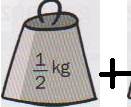 1/2 kg +